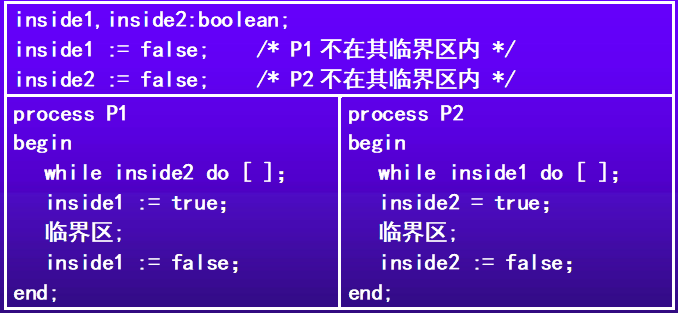 inside1,inside2:boolean;
inside1 := false; /* P1 不在其临界区内 */
inside2 := false; /* P2 不在其临界区内 */
process P1
begin
while inside2 do [ ];
inside1 := true;
临界区;
inside1 := false;
end;
process P2
begin
while inside1 do [ ];
inside2 = true;
临界区;
inside2 := false;
end;